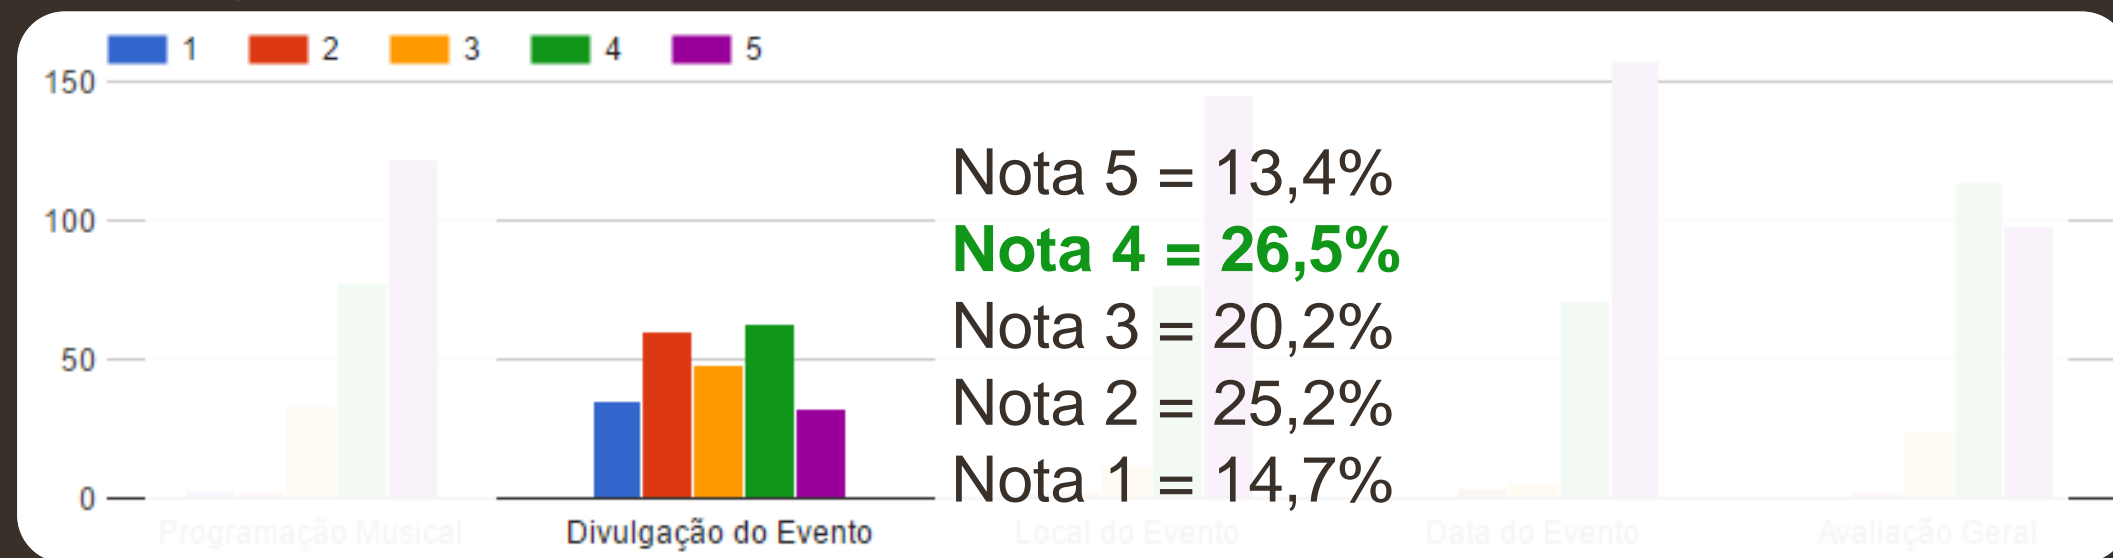 1 2 3 4 5
150
100
50
0
Nota 5 = 13,4%
Nota 4 = 26,5%
Nota 3 = 20,2%
Nota 2 = 25,2%
Nota 1 = 14,7%
Programação Musical Divulgação do Evento Local do Evento Data do Evento Avaliação Geral